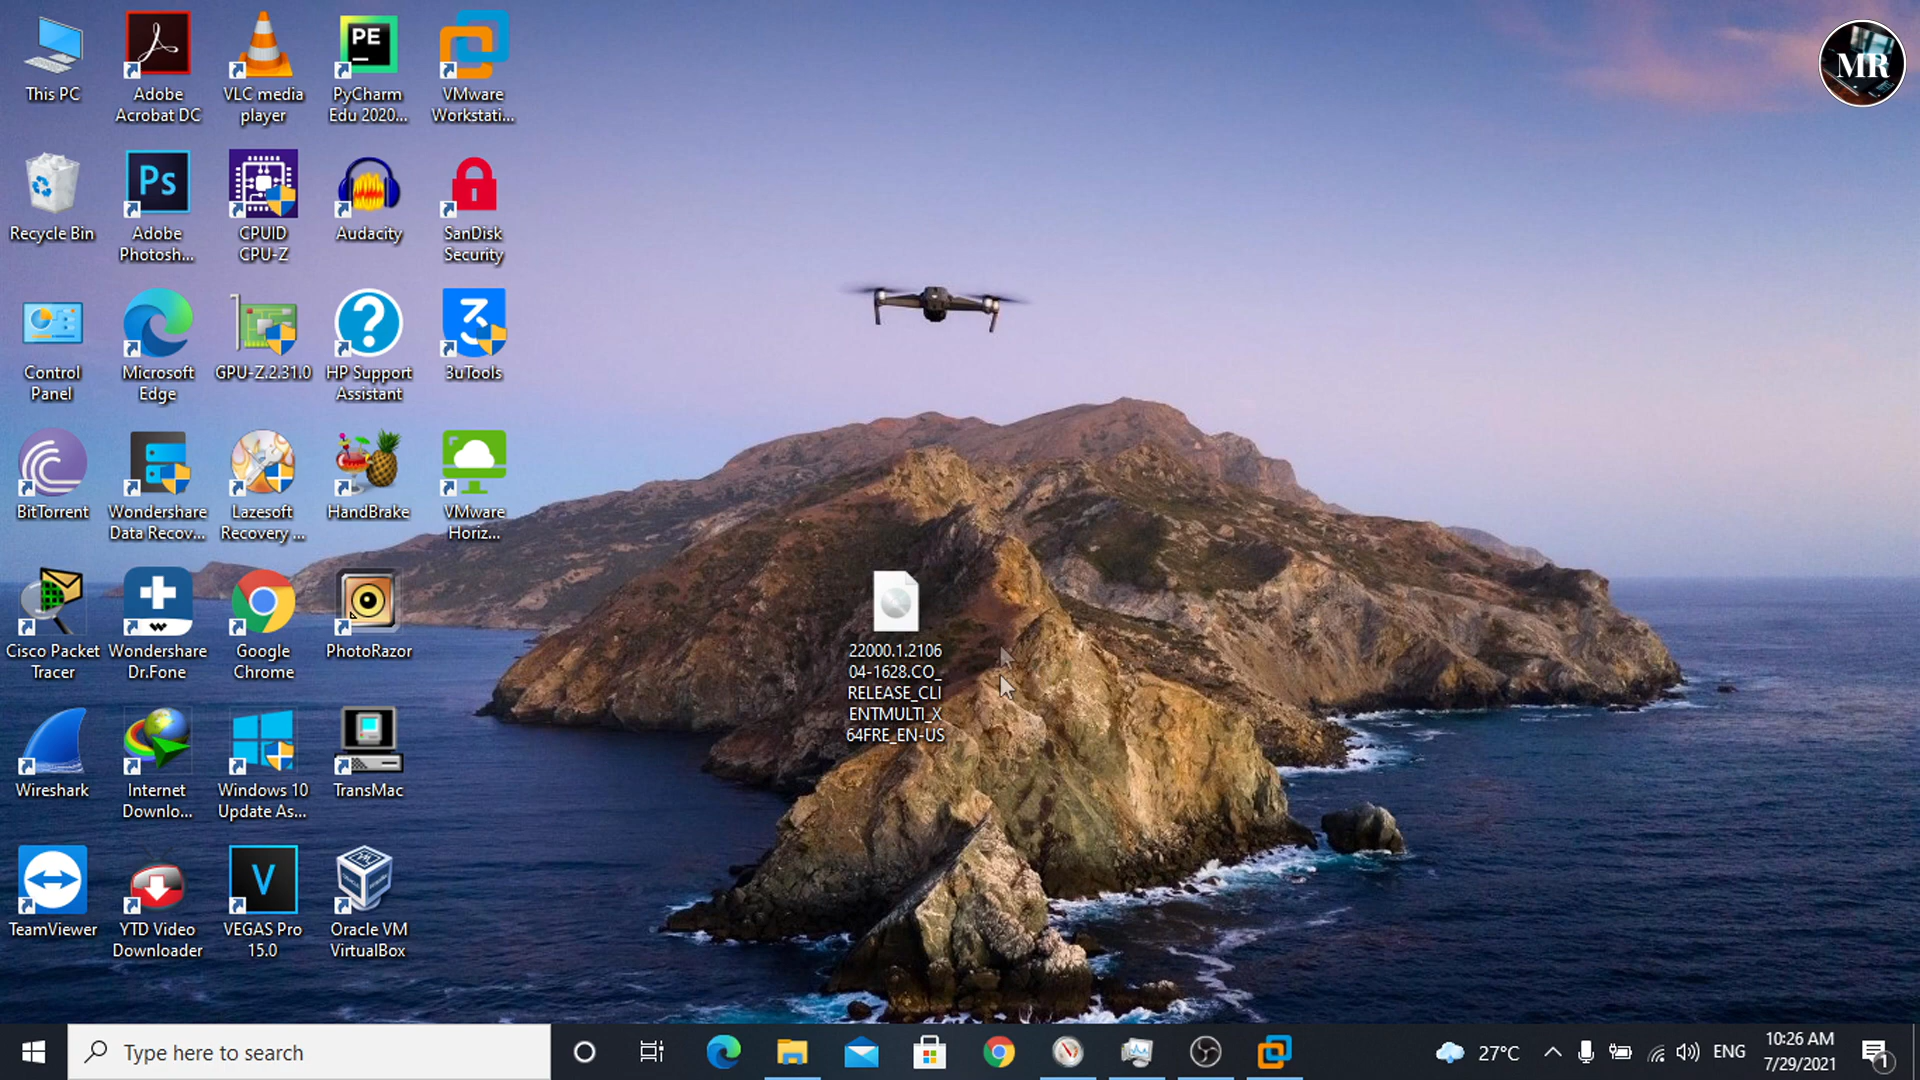 This PC
Adobe
Acrobat DC
VLC media
player
PyCharm
Edu 2020...
VMware
Workstati...
PE
MR
Recycle Bin
Ps
Adobe
Photosh...
CPUID
CPU-Z
Audacity
SanDisk
Security
Control
Panel
Microsoft
Edge
GPU-Z.2.31.0
HP Support
Assistant
3uTools
BitTorrent
Wondershare
Data Recov...
Lazesoft
Recovery ...
HandBrake
VMware
Horiz...
Cisco Packet
Tracer
Wondershare
Dr.Fone
Google
Chrome
PhotoRazor
22000.1.2106
04-1628.CO_
RELEASE_CLI
ENTMULTI_X
64FRE_EN-US
Wireshark
Internet
Downlo...
Windows 10
Update As...
TransMac
TeamViewer
YTD Video
Downloader
V
VEGAS Pro
15.0
Oracle VM
VirtualBox
Type here to search
27°C
ENG
10:26 AM
7/29/2021
1